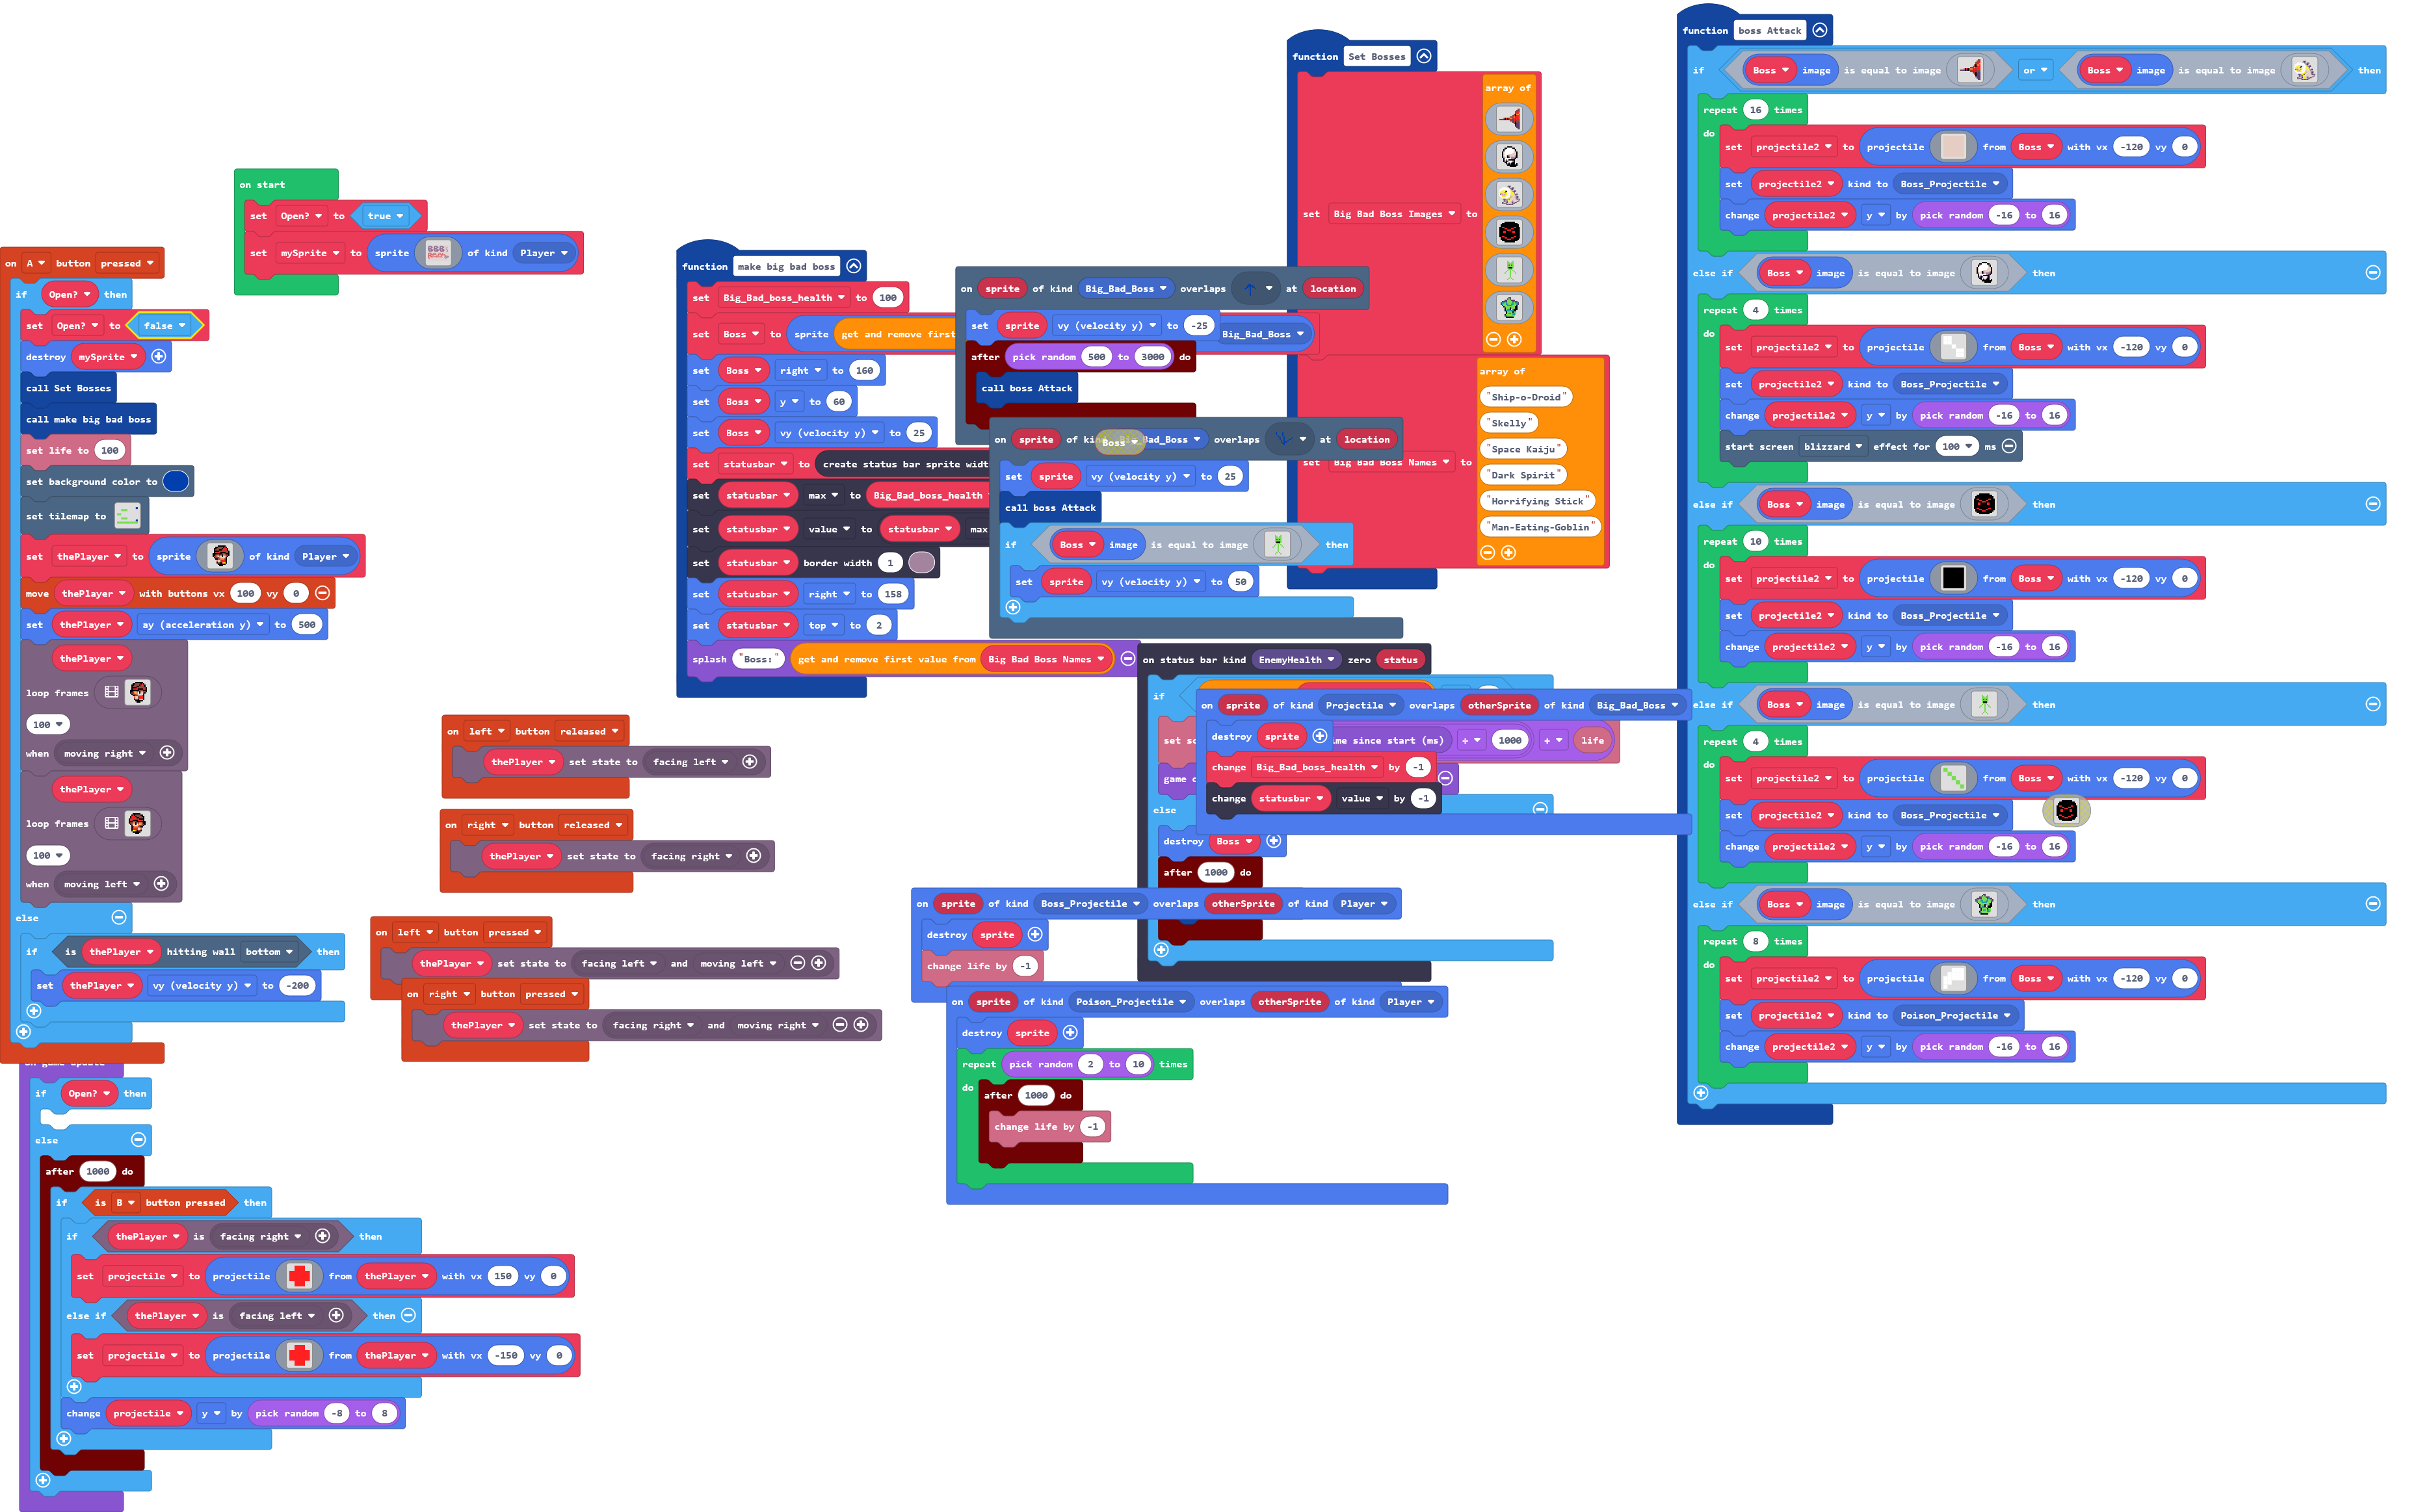 on start
set Open? to true
set mySprite to sprite of kind Player
on A button pressed
if Open? then
set Open? to false
destroy mySprite
call Set Bosses
call make big bad boss
set life to 100
set background color to
set tilemap to
set thePlayer to sprite of kind Player
move thePlayer with buttons vx 100 vy 0
set thePlayer ay (acceleration y) to 500
thePlayer
loop frames
100
when moving right
thePlayer
loop frames
100
when moving left
else
if is thePlayer hitting wall bottom then
set thePlayer vy (velocity y) to -200
if Open? then
else
after 1000 do
if is B button pressed then
if thePlayer is facing right then
set projectile to projectile from thePlayer with vx 150 vy 0
else if thePlayer is facing left then
set projectile to projectile from thePlayer with vx -150 vy 0
change projectile y by pick random -8 to 8
on left button released
thePlayer set state to facing left
on right button released
thePlayer set state to facing right
on left button pressed
thePlayer set state to facing left and moving left
on right button pressed
thePlayer set state to facing right and moving right
function make big bad boss
set Big_Bad_boss_health to 100
set Boss to sprite get and remove first Big_Bad_Boss
set Boss right to 160
set Boss y to 60
set Boss vy (velocity y) to 25
set statusbar to create status bar sprite widt
set statusbar max to Big_Bad_boss_health
set statusbar value to statusbar max
set statusbar border width 1
set statusbar right to 158
set statusbar top to 2
splash "Boss:" get and remove first value from Big Bad Boss Names
on sprite of kind Big_Bad_Boss overlaps at location
set sprite vy (velocity y) to -25
after pick random 500 to 3000 do
call boss Attack
on sprite of kind Bad_Boss overlaps at location
Boss
set sprite vy (velocity y) to 25
call boss Attack
if Boss image is equal to image then
set sprite vy (velocity y) to 50
function Set Bosses
set Big Bad Boss Images to
array of
set Big Bad Boss Names to
array of
"Ship-o-Droid"
"Skelly"
"Space Kaiju"
"Dark Spirit"
"Horrifying Stick"
"Man-Eating-Goblin"
on status bar kind EnemyHealth zero status
if
set sc me since start (ms) ÷ 1000 + life
game
else
destroy Boss
after 1000 do
on sprite of kind Projectile overlaps otherSprite of kind Big_Bad_Boss
destroy sprite
change Big_Bad_boss_health by -1
change statusbar value by -1
on sprite of kind Boss_Projectile overlaps otherSprite of kind Player
destroy sprite
change life by -1
on sprite of kind Poison_Projectile overlaps otherSprite of kind Player
destroy sprite
repeat pick random 2 to 10 times
do
after 1000 do
change life by -1
function boss Attack
if Boss image is equal to image or Boss image is equal to image then
repeat 16 times
do
set projectile2 to projectile from Boss with vx -120 vy 0
set projectile2 kind to Boss_Projectile
change projectile2 y by pick random -16 to 16
else if Boss image is equal to image then
repeat 4 times
do
set projectile2 to projectile from Boss with vx -120 vy 0
set projectile2 kind to Boss_Projectile
change projectile2 y by pick random -16 to 16
start screen blizzard effect for 100 ms
else if Boss image is equal to image then
repeat 10 times
do
set projectile2 to projectile from Boss with vx -120 vy 0
set projectile2 kind to Boss_Projectile
change projectile2 y by pick random -16 to 16
else if Boss image is equal to image then
repeat 4 times
do
set projectile2 to projectile from Boss with vx -120 vy 0
set projectile2 kind to Boss_Projectile
change projectile2 y by pick random -16 to 16
else if Boss image is equal to image then
repeat 8 times
do
set projectile2 to projectile from Boss with vx -120 vy 0
set projectile2 kind to Poison_Projectile
change projectile2 y by pick random -16 to 16